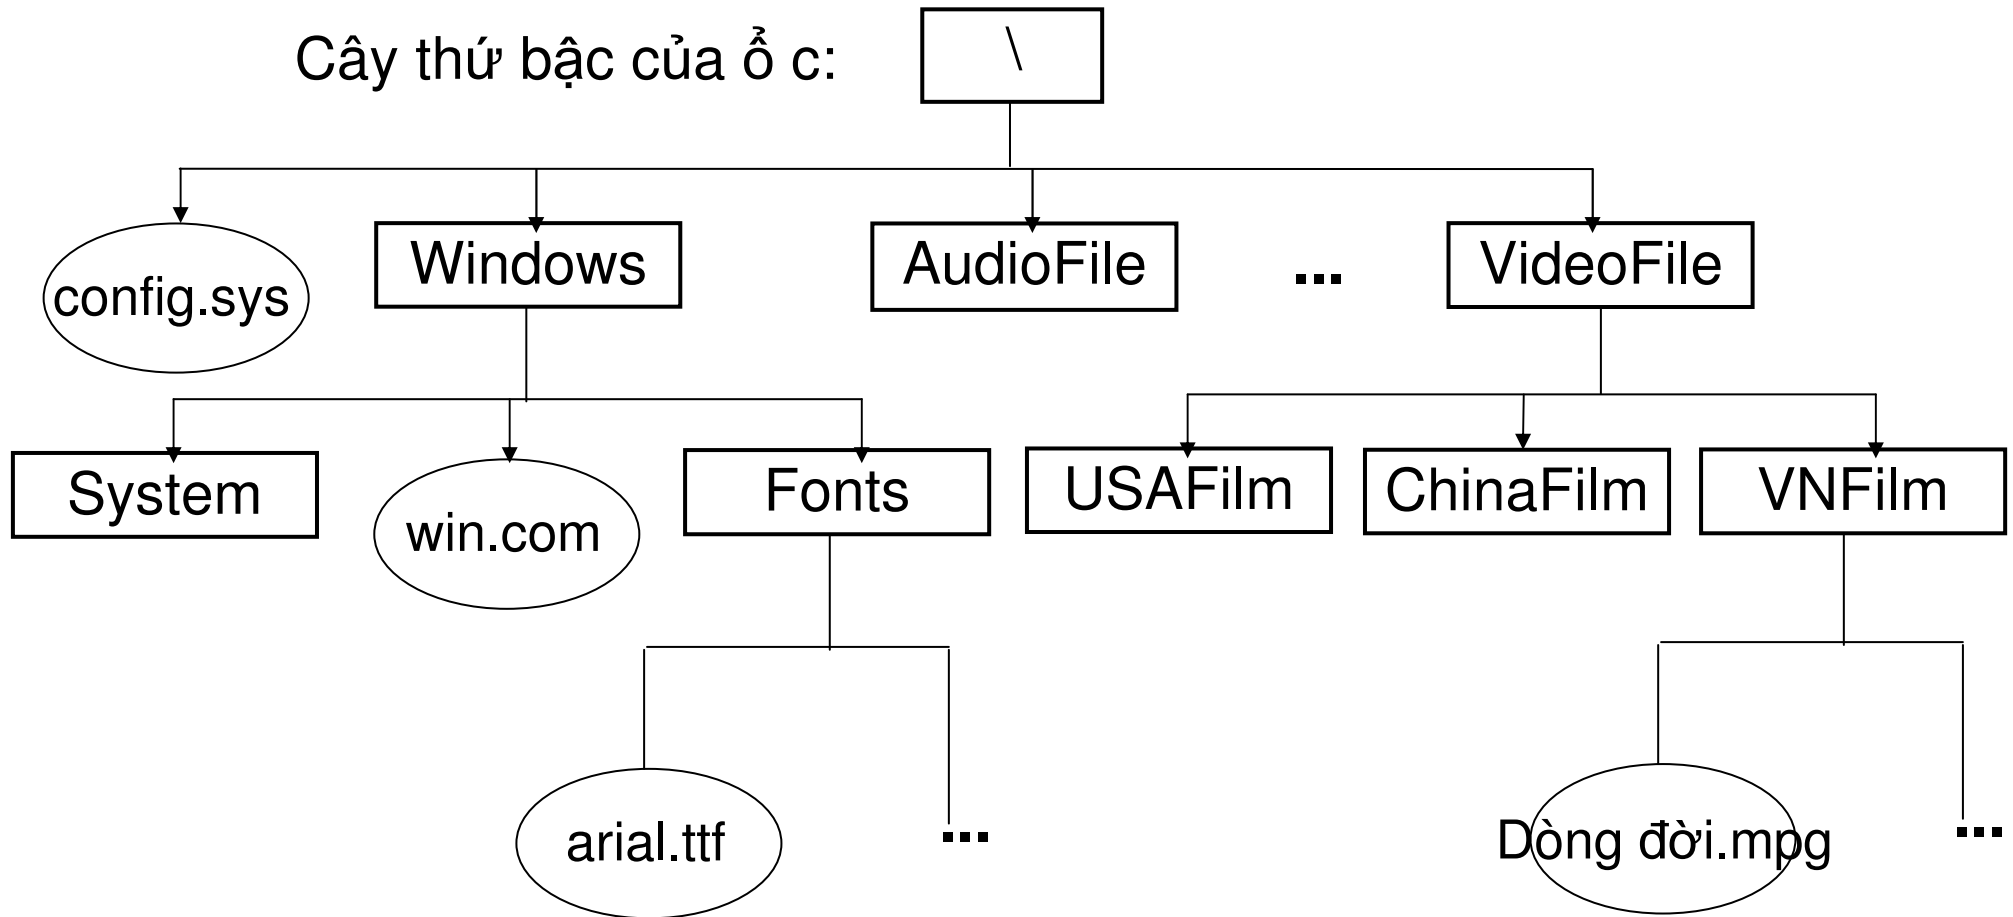 Cây thứ bậc của ổ c:
\
config.sys
Windows
AudioFile
...
VideoFile
System
win.com
Fonts
USAFilm
ChinaFilm
VNFilm
arial.ttf
...
Dòng đời.mpg
...